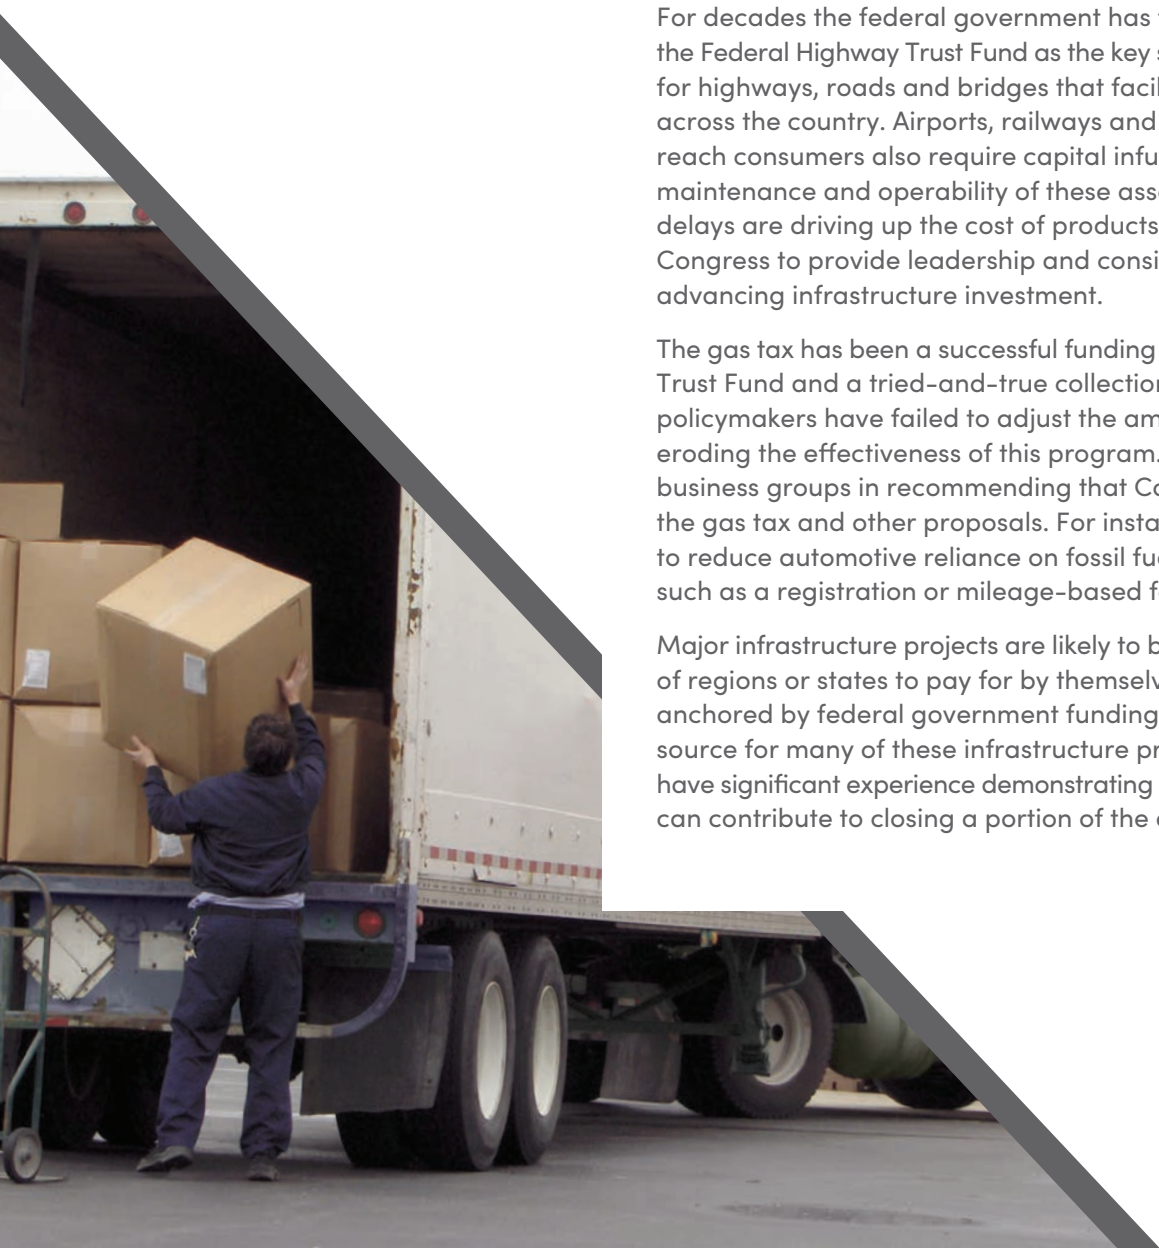 For decades the federal government has
the Federal Highway Trust Fund as the key
for highways, roads and bridges that facil
across the country. Airports, railways and
reach consumers also require capital infu
maintenance and operability of these ass
delays are driving up the cost of products
Congress to provide leadership and consi
advancing infrastructure investment.
The gas tax has been a successful funding
Trust Fund and a tried-and-true collection
policymakers have failed to adjust the am
eroding the effectiveness of this program.
business groups in recommending that Co
the gas tax and other proposals. For insta
to reduce automotive reliance on fossil fu
such as a registration or mileage-based f
Major infrastructure projects are likely to b
of regions or states to pay for by themselv
anchored by federal government funding
source for many of these infrastructure pr
have significant experience demonstrating
can contribute to closing a portion of the